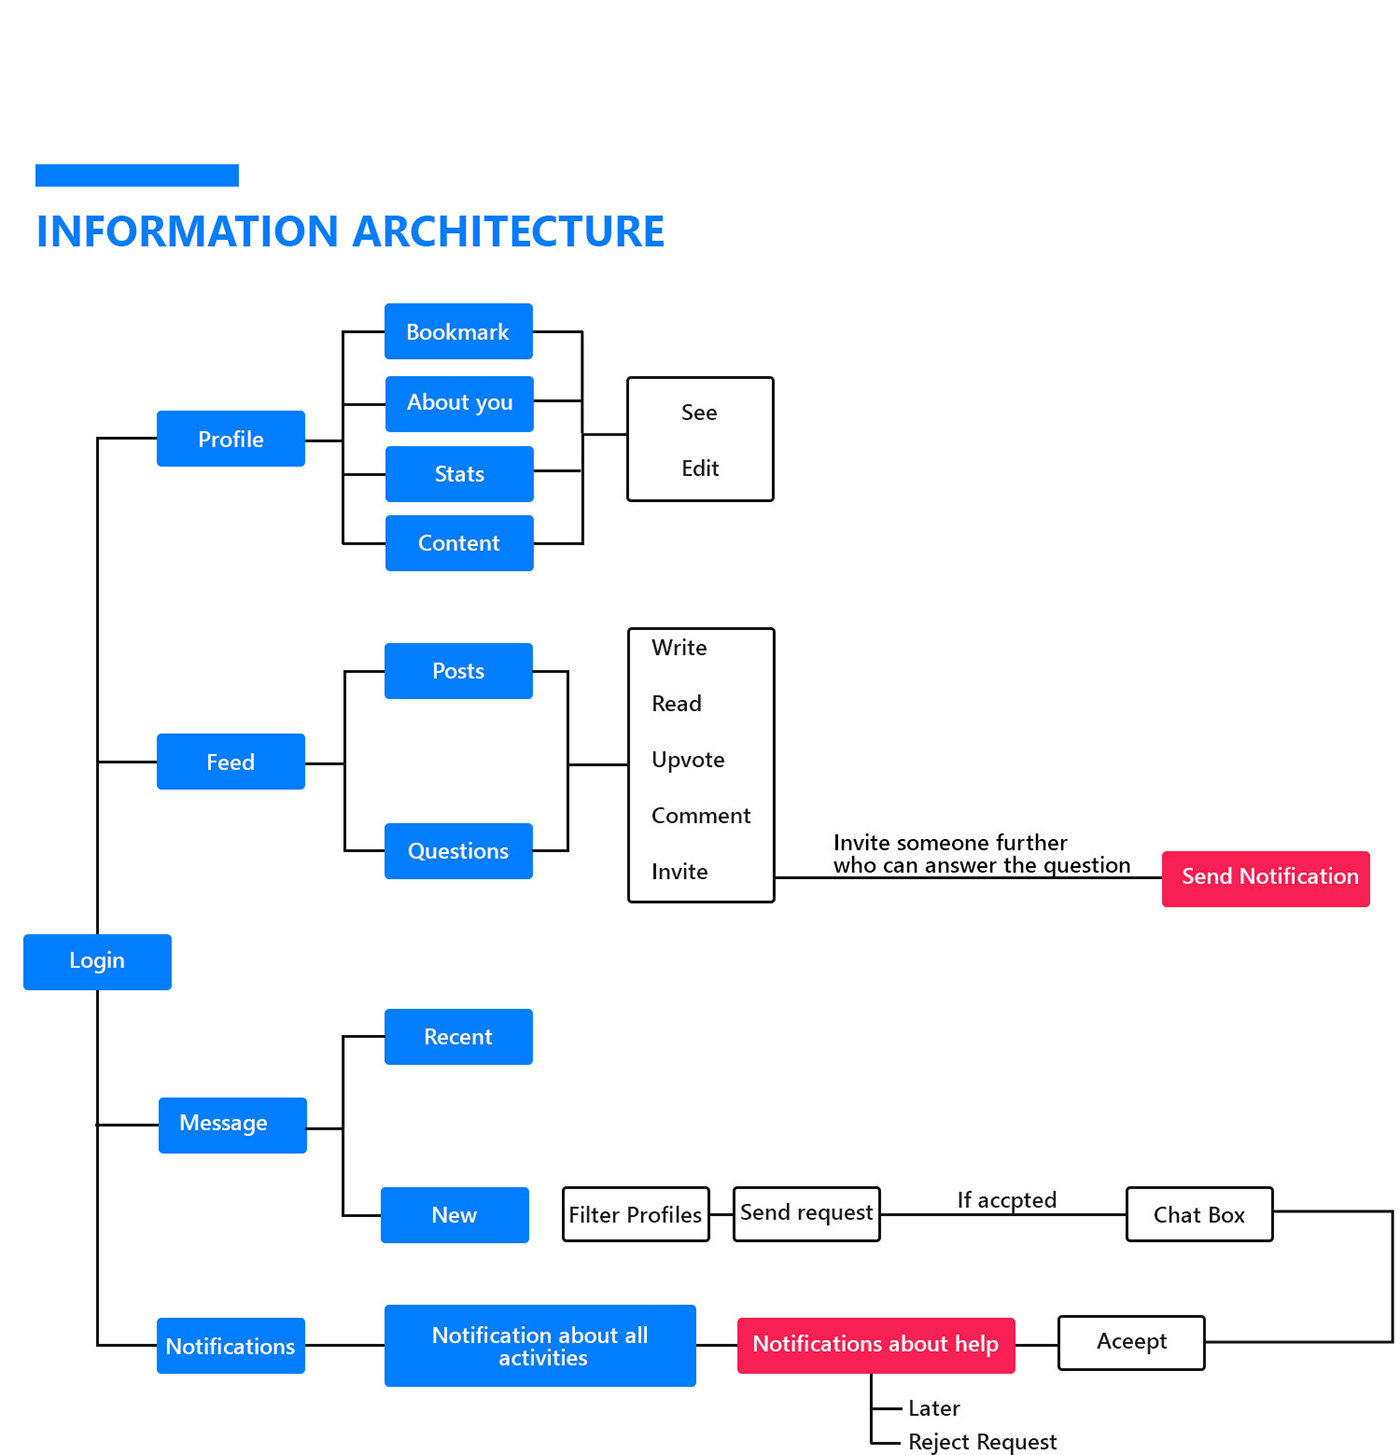 INFORMATION ARCHITECTURE
Bookmark
About you
Stats
Content
Profile
See
Edit
Posts
Questions
Feed
Write
Read
Upvote
Comment
Invite
Invite someone further
who can answer the question
Send Notification
Login
Recent
Message
New
Filter Profiles
Send request
If accpted
Chat Box
Notifications
Notification about all
activities
Notifications about help
Aceept
Later
Reject Request